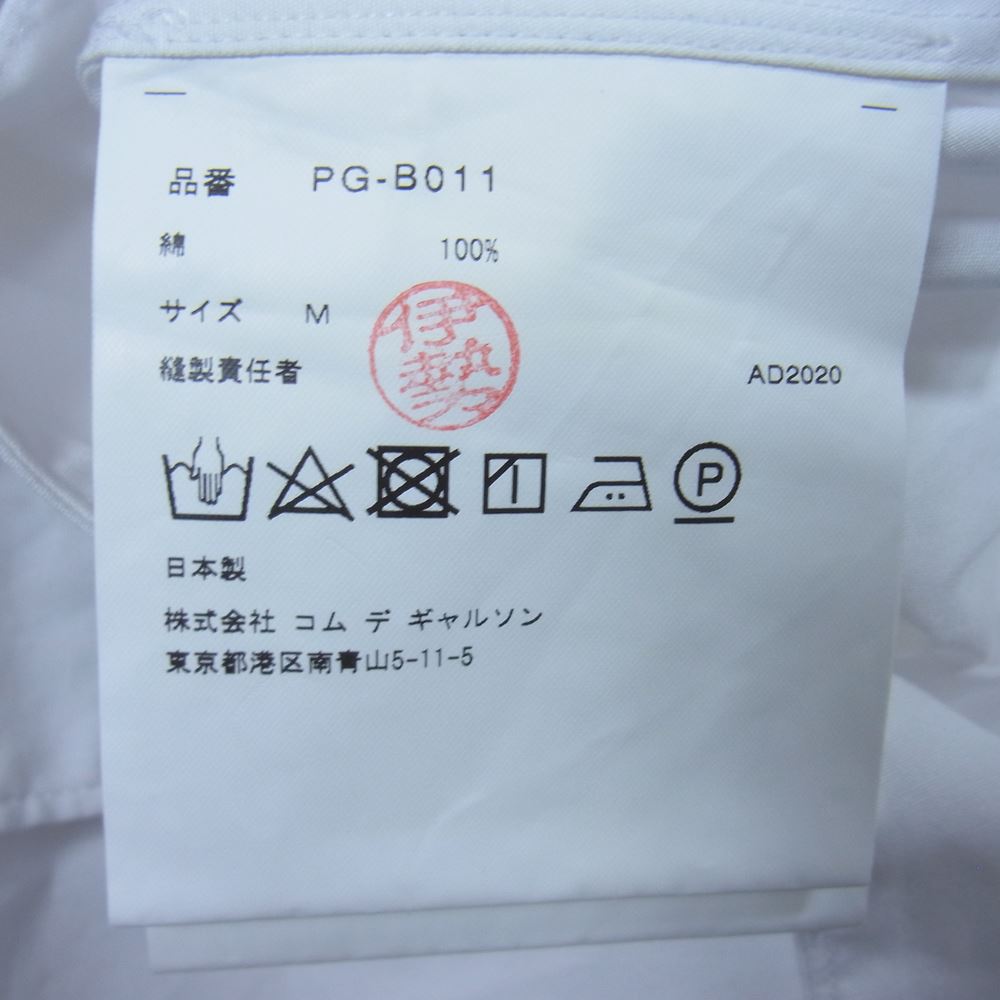 品番 PG-B011
綿 100%
サイズ M
縫製責任者 伊勢 AD2020
P
日本製
株式会社 コム デ ギャルソン
東京都港区南青山5-11-5